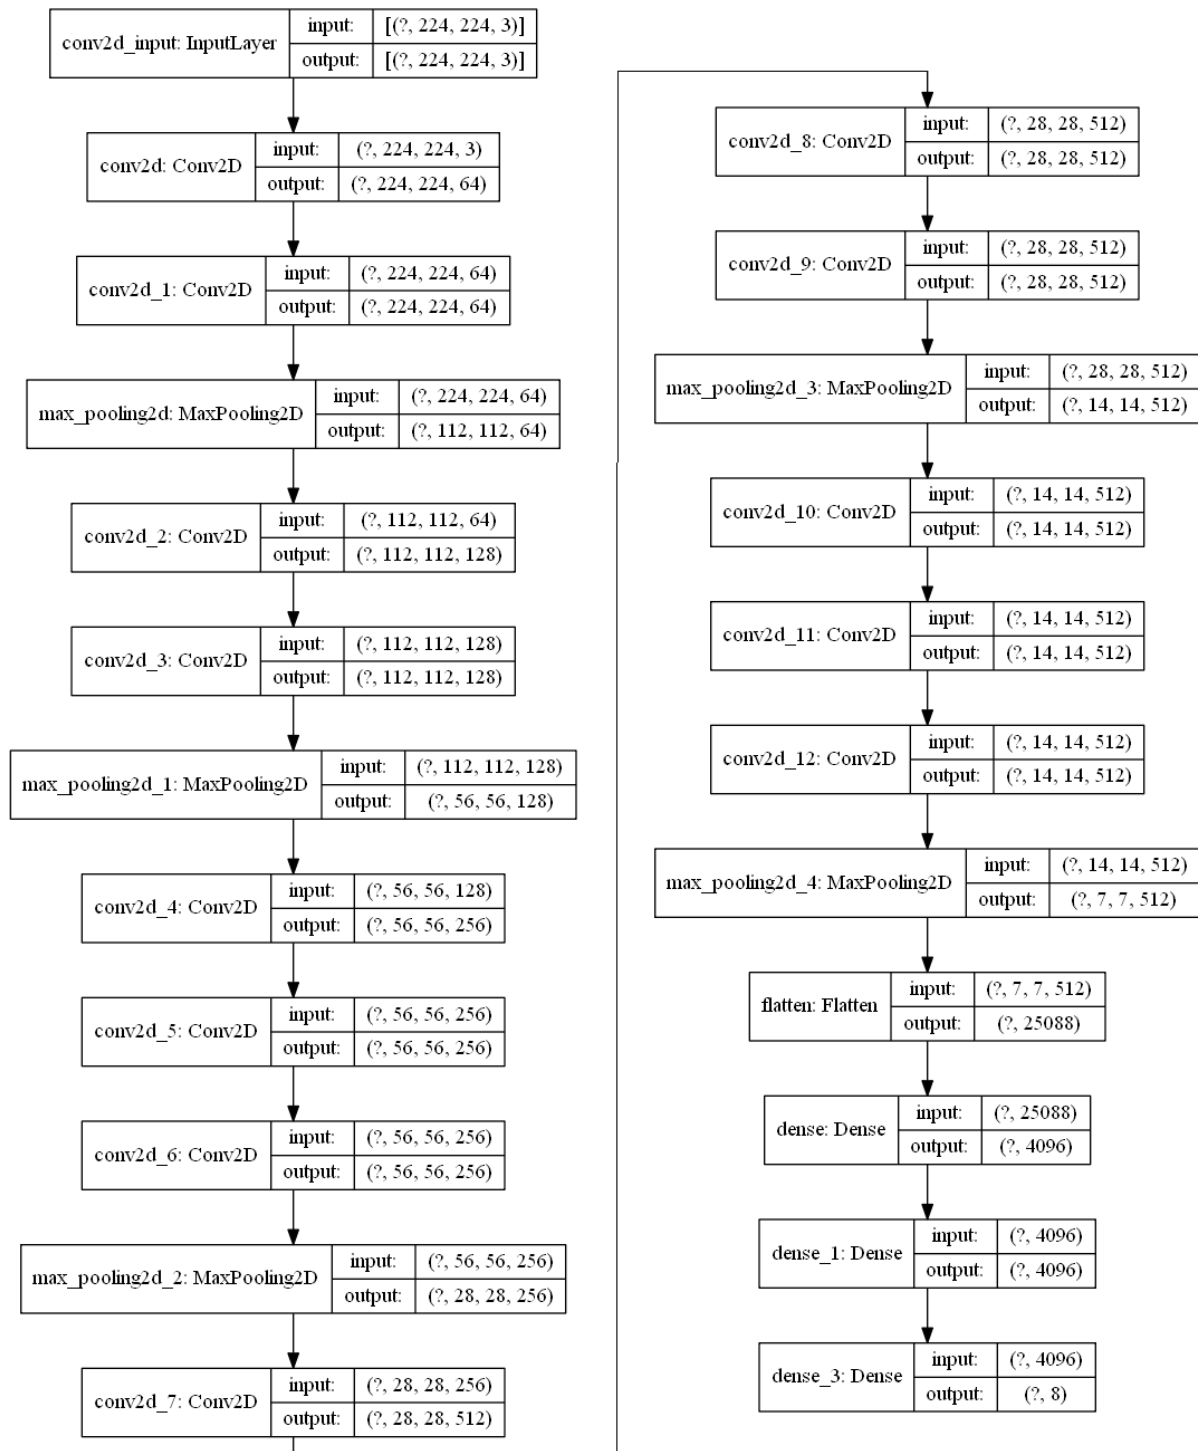 conv2d_input: InputLayer
input: [(?, 224, 224, 3)]
output: [(?, 224, 224, 3)]
conv2d: Conv2D
input: (?, 224, 224, 3)
output: (?, 224, 224, 64)
conv2d_1: Conv2D
input: (?, 224, 224, 64)
output: (?, 224, 224, 64)
max_pooling2d: MaxPooling2D
input: (?, 224, 224, 64)
output: (?, 112, 112, 64)
conv2d_2: Conv2D
input: (?, 112, 112, 64)
output: (?, 112, 112, 128)
conv2d_3: Conv2D
input: (?, 112, 112, 128)
output: (?, 112, 112, 128)
max_pooling2d_1: MaxPooling2D
input: (?, 112, 112, 128)
output: (?, 56, 56, 128)
conv2d_4: Conv2D
input: (?, 56, 56, 128)
output: (?, 56, 56, 256)
conv2d_5: Conv2D
input: (?, 56, 56, 256)
output: (?, 56, 56, 256)
conv2d_6: Conv2D
input: (?, 56, 56, 256)
output: (?, 56, 56, 256)
max_pooling2d_2: MaxPooling2D
input: (?, 56, 56, 256)
output: (?, 28, 28, 256)
conv2d_7: Conv2D
input: (?, 28, 28, 256)
output: (?, 28, 28, 512)
conv2d_8: Conv2D
input: (?, 28, 28, 512)
output: (?, 28, 28, 512)
conv2d_9: Conv2D
input: (?, 28, 28, 512)
output: (?, 28, 28, 512)
max_pooling2d_3: MaxPooling2D
input: (?, 28, 28, 512)
output: (?, 14, 14, 512)
conv2d_10: Conv2D
input: (?, 14, 14, 512)
output: (?, 14, 14, 512)
conv2d_11: Conv2D
input: (?, 14, 14, 512)
output: (?, 14, 14, 512)
conv2d_12: Conv2D
input: (?, 14, 14, 512)
output: (?, 14, 14, 512)
max_pooling2d_4: MaxPooling2D
input: (?, 14, 14, 512)
output: (?, 7, 7, 512)
flatten: Flatten
input: (?, 7, 7, 512)
output: (?, 25088)
dense: Dense
input: (?, 25088)
output: (?, 4096)
dense_1: Dense
input: (?, 4096)
output: (?, 4096)
dense_3: Dense
input: (?, 4096)
output: (?, 8)